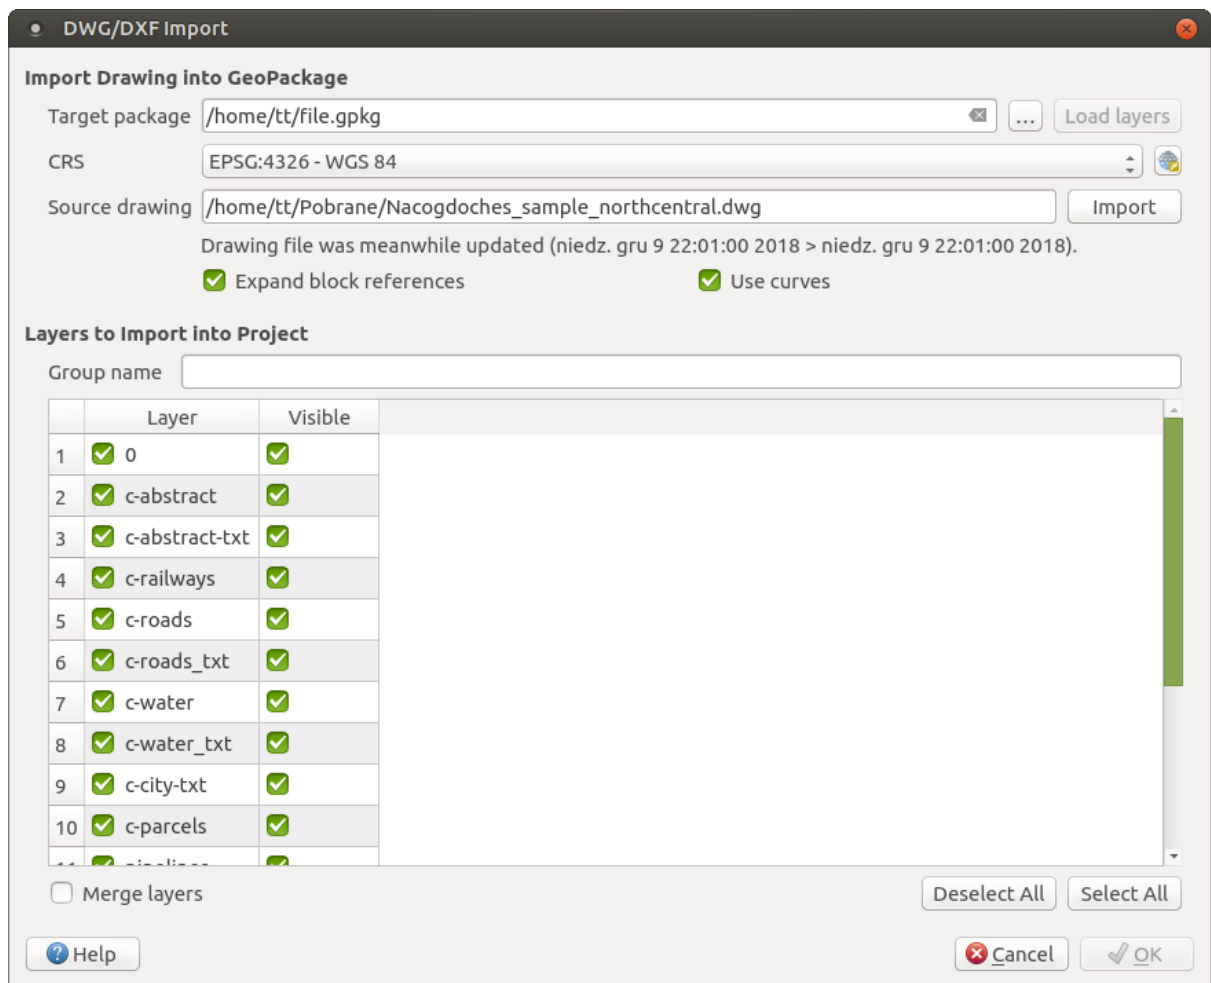 DWG/DXF Import
Import Drawing into GeoPackage
Target package /home/tt/file.gpkg ... Load layers
CRS EPSG:4326 - WGS 84
Source drawing /home/tt/Pobrane/Nacogdoches_sample_northcentral.dwg Import
Drawing file was meanwhile updated (niedz. gru 9 22:01:00 2018 > niedz. gru 9 22:01:00 2018).
Expand block references Use curves
Layers to Import into Project
Group name
Layer Visible
1 0
2 c-abstract
3 c-abstract-txt
4 c-railways
5 c-roads
6 c-roads_txt
7 c-water
8 c-water_txt
9 c-city-txt
10 c-parcels
Merge layers Deselect All Select All
Help Cancel OK